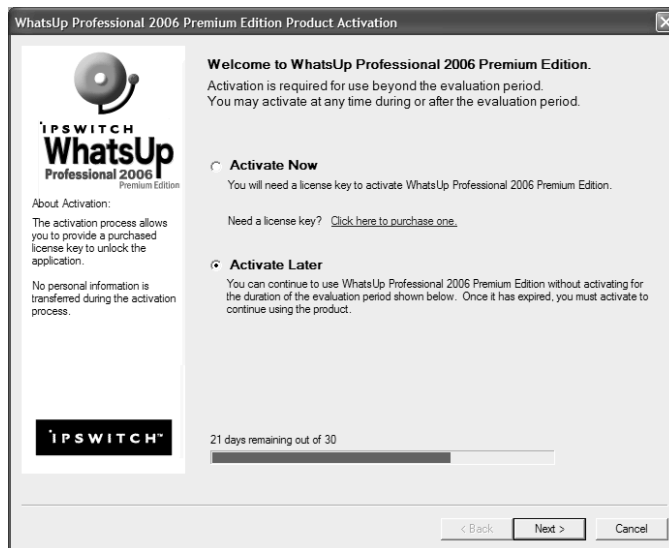 WhatsUp Professional 2006 Premium Edition Product Activation
IPSWITCH
WhatsUp
Professional 2006
Premium Edition
About Activation:
The activation process allows
you to provide a purchased
license key to unlock the
application.
No personal information is
transferred during the activation
process.
IPSWITCH™
Welcome to WhatsUp Professional 2006 Premium Edition.
Activation is required for use beyond the evaluation period.
You may activate at any time during or after the evaluation period.
Activate Now
You will need a license key to activate WhatsUp Professional 2006 Premium Edition.
Need a license key? Click here to purchase one.
Activate Later
You can continue to use WhatsUp Professional 2006 Premium Edition without activating for
the duration of the evaluation period shown below. Once it has expired, you must activate to
continue using the product.
21 days remaining out of 30
< Back Next > Cancel